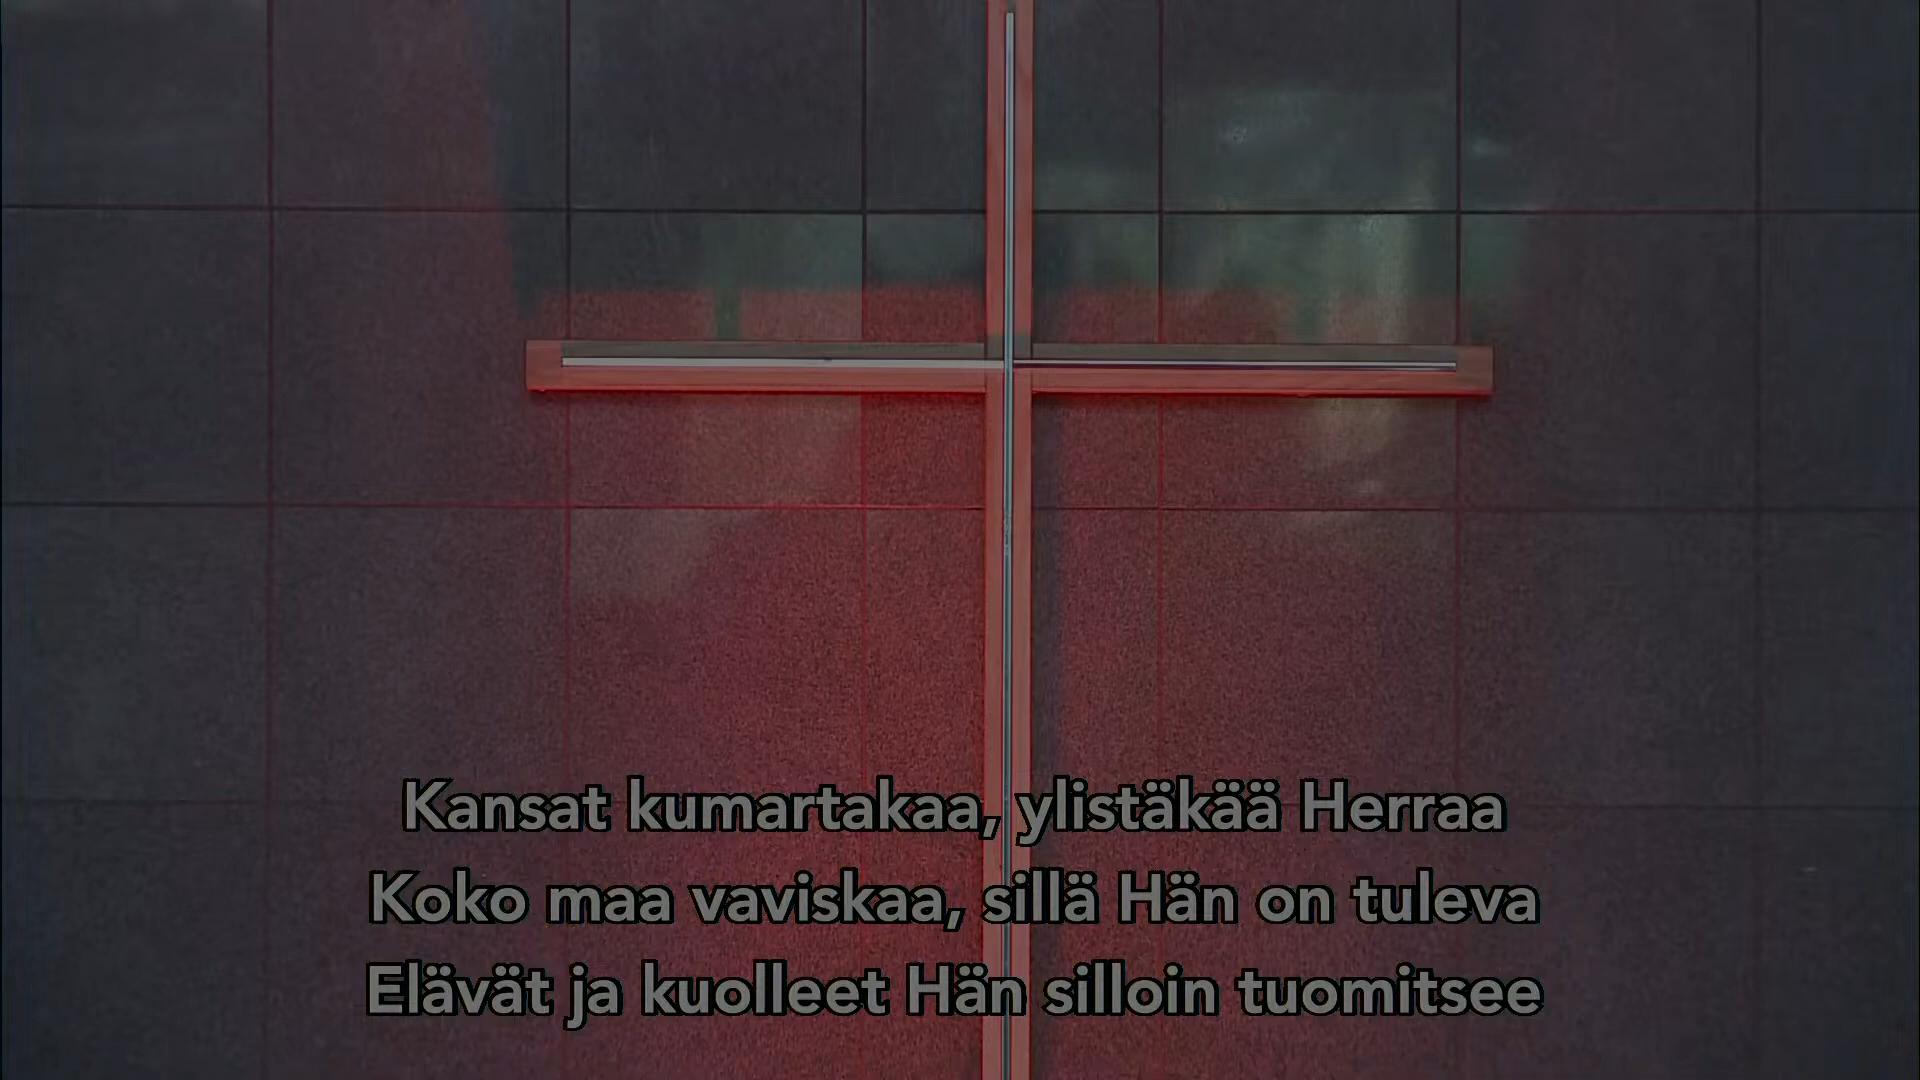 Kansat kumartakaa, ylistäkää Herraa
Koko maa vaviskaa, sillä Hän on tuleva
Elävät ja kuolleet Hän silloin tuomitsee